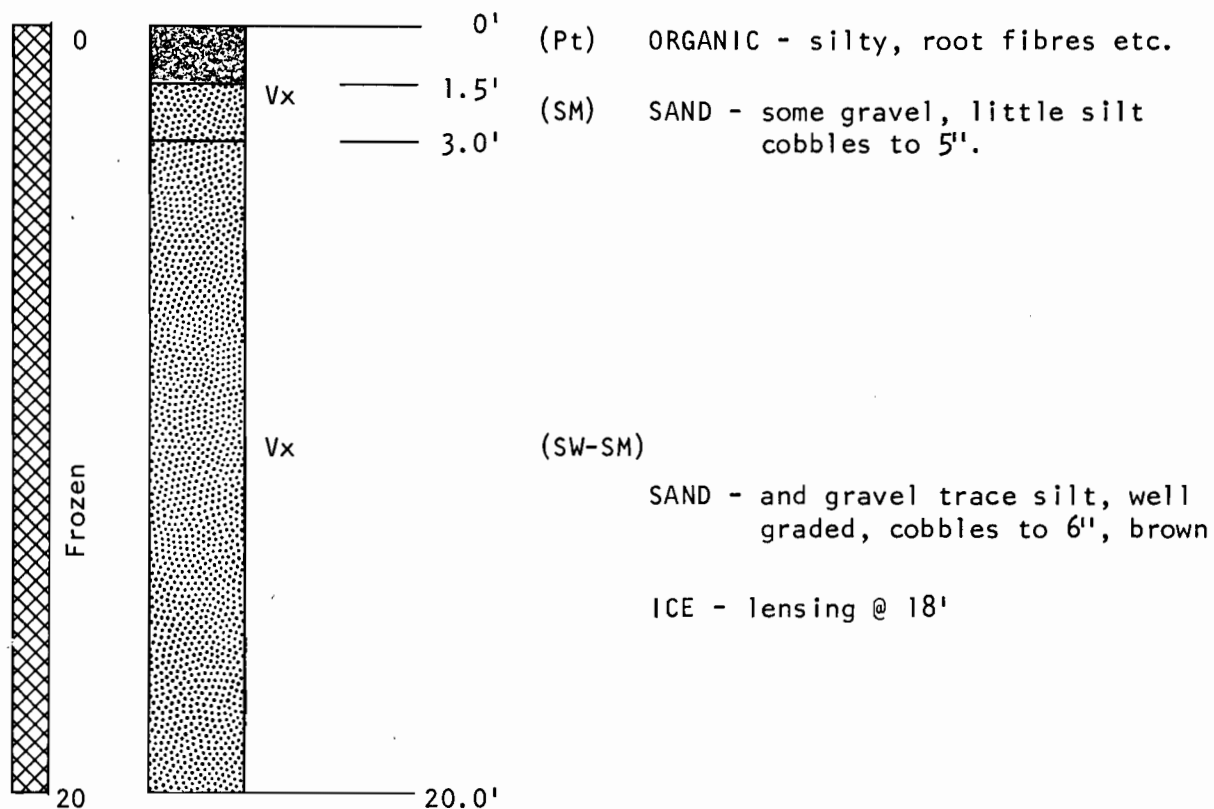 0
0'
(Pt) ORGANIC - silty, root fibres etc.
Vx
1.5'
(SM) SAND - some gravel, little silt
cobbles to 5".
3.0'
Frozen
Vx
(SW-SM)
SAND - and gravel trace silt, well
graded, cobbles to 6", brown
ICE - lensing @ 18'
20
20.0'